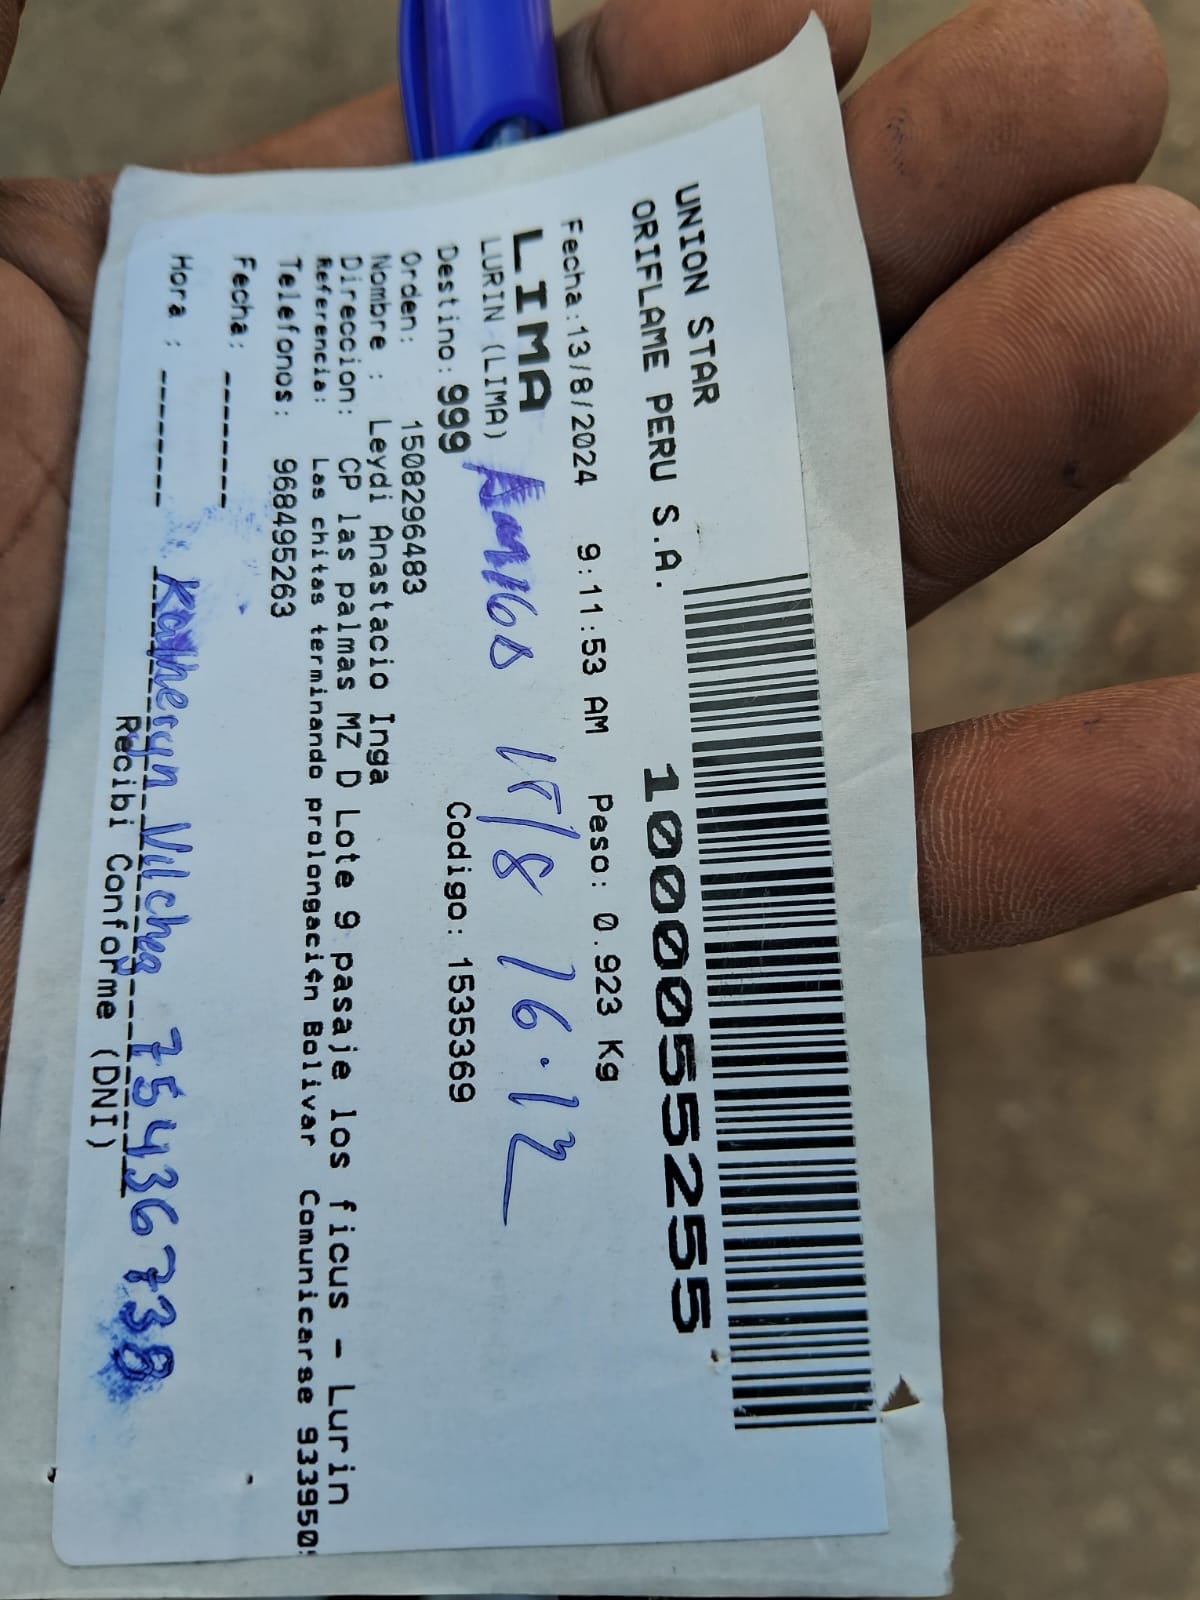 UNION STAR
ORIFLAME PERU S.A.
10000552555
Fecha:13/8/2024 9:11:53 AM Peso: 0.923 Kg
LIMA
LURIN (LIMA)
15/8 16.12
Destino: 999 Codigo: 1535369
Orden: 1508296483
Nombre : Leydi Anastacio Inga
Direccion: CP las palmas MZ D Lote 9 pasaje los ficus - Lurin
Referencia: Las chitas terminando prolongación Bolivar Comunicarse 933950
Telefonos: 968495263
Fecha: -------
Hora : -------
Katheryn Vilchez 75436738
Recibi Conforme (DNI)